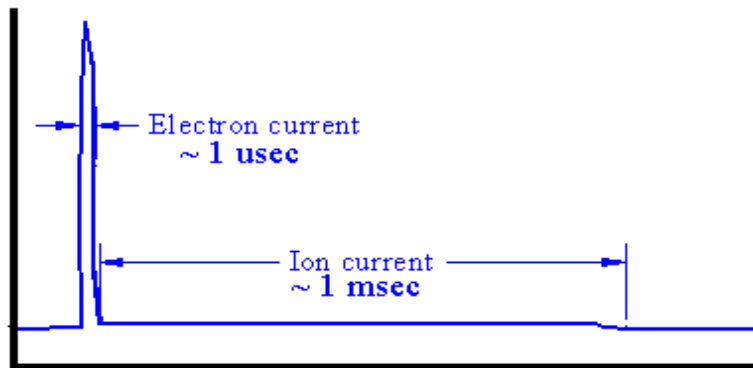 Electron current
~ 1 usec
Ion current
~ 1 msec